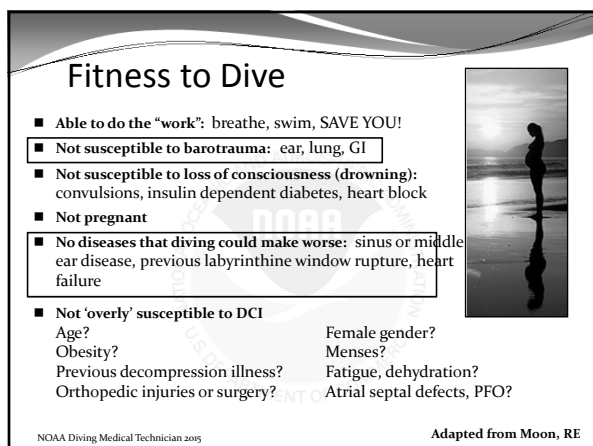 Fitness to Dive
■ Able to do the "work": breathe, swim, SAVE YOU!
■ Not susceptible to barotrauma: ear, lung, GI
■ Not susceptible to loss of consciousness (drowning):
convulsions, insulin dependent diabetes, heart block
■ Not pregnant
■ No diseases that diving could make worse: sinus or middle
ear disease, previous labyrinthine window rupture, heart
failure
■ Not ‘overly’ susceptible to DCI
Age?
Obesity?
Previous decompression illness?
Orthopedic injuries or surgery?
Female gender?
Menses?
Fatigue, dehydration?
Atrial septal defects, PFO?
NOAA
NOAA Diving Medical Technician 2015
Adapted from Moon, RE